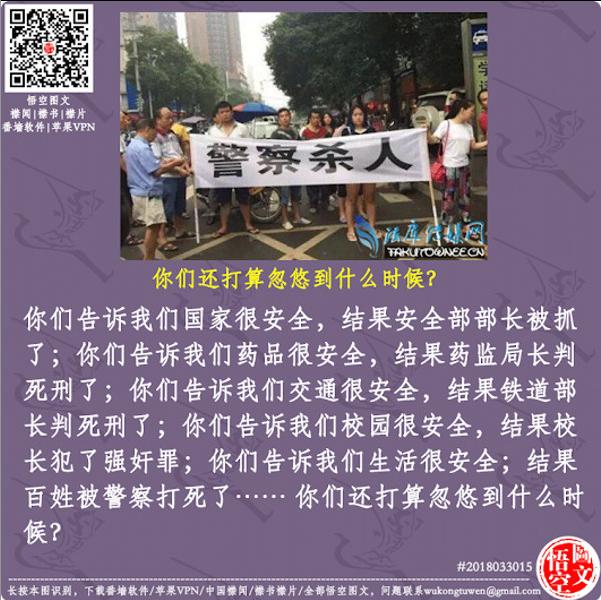 悟空图文
禁闻|禁书|禁片
番墙软件|苹果VPN
警察杀人
法库传媒网
FAKUTOWNEE.CN
你们还打算忽悠到什么时候?
你们告诉我们国家很安全，结果安全部部长被抓
了；你们告诉我们药品很安全，结果药监局长判
死刑了；你们告诉我们交通很安全，结果铁道部
长判死刑了；你们告诉我们校园很安全，结果校
长犯了强奸罪；你们告诉我们生活很安全；结果
百姓被警察打死了…… 你们还打算忽悠到什么时
候?
#2018033015
悟空圖文
长按本图识别，下载番墙软件/苹果VPN/中国禁闻/禁书禁片/全部悟空图文，问题联系wukongtuwen@gmail.com